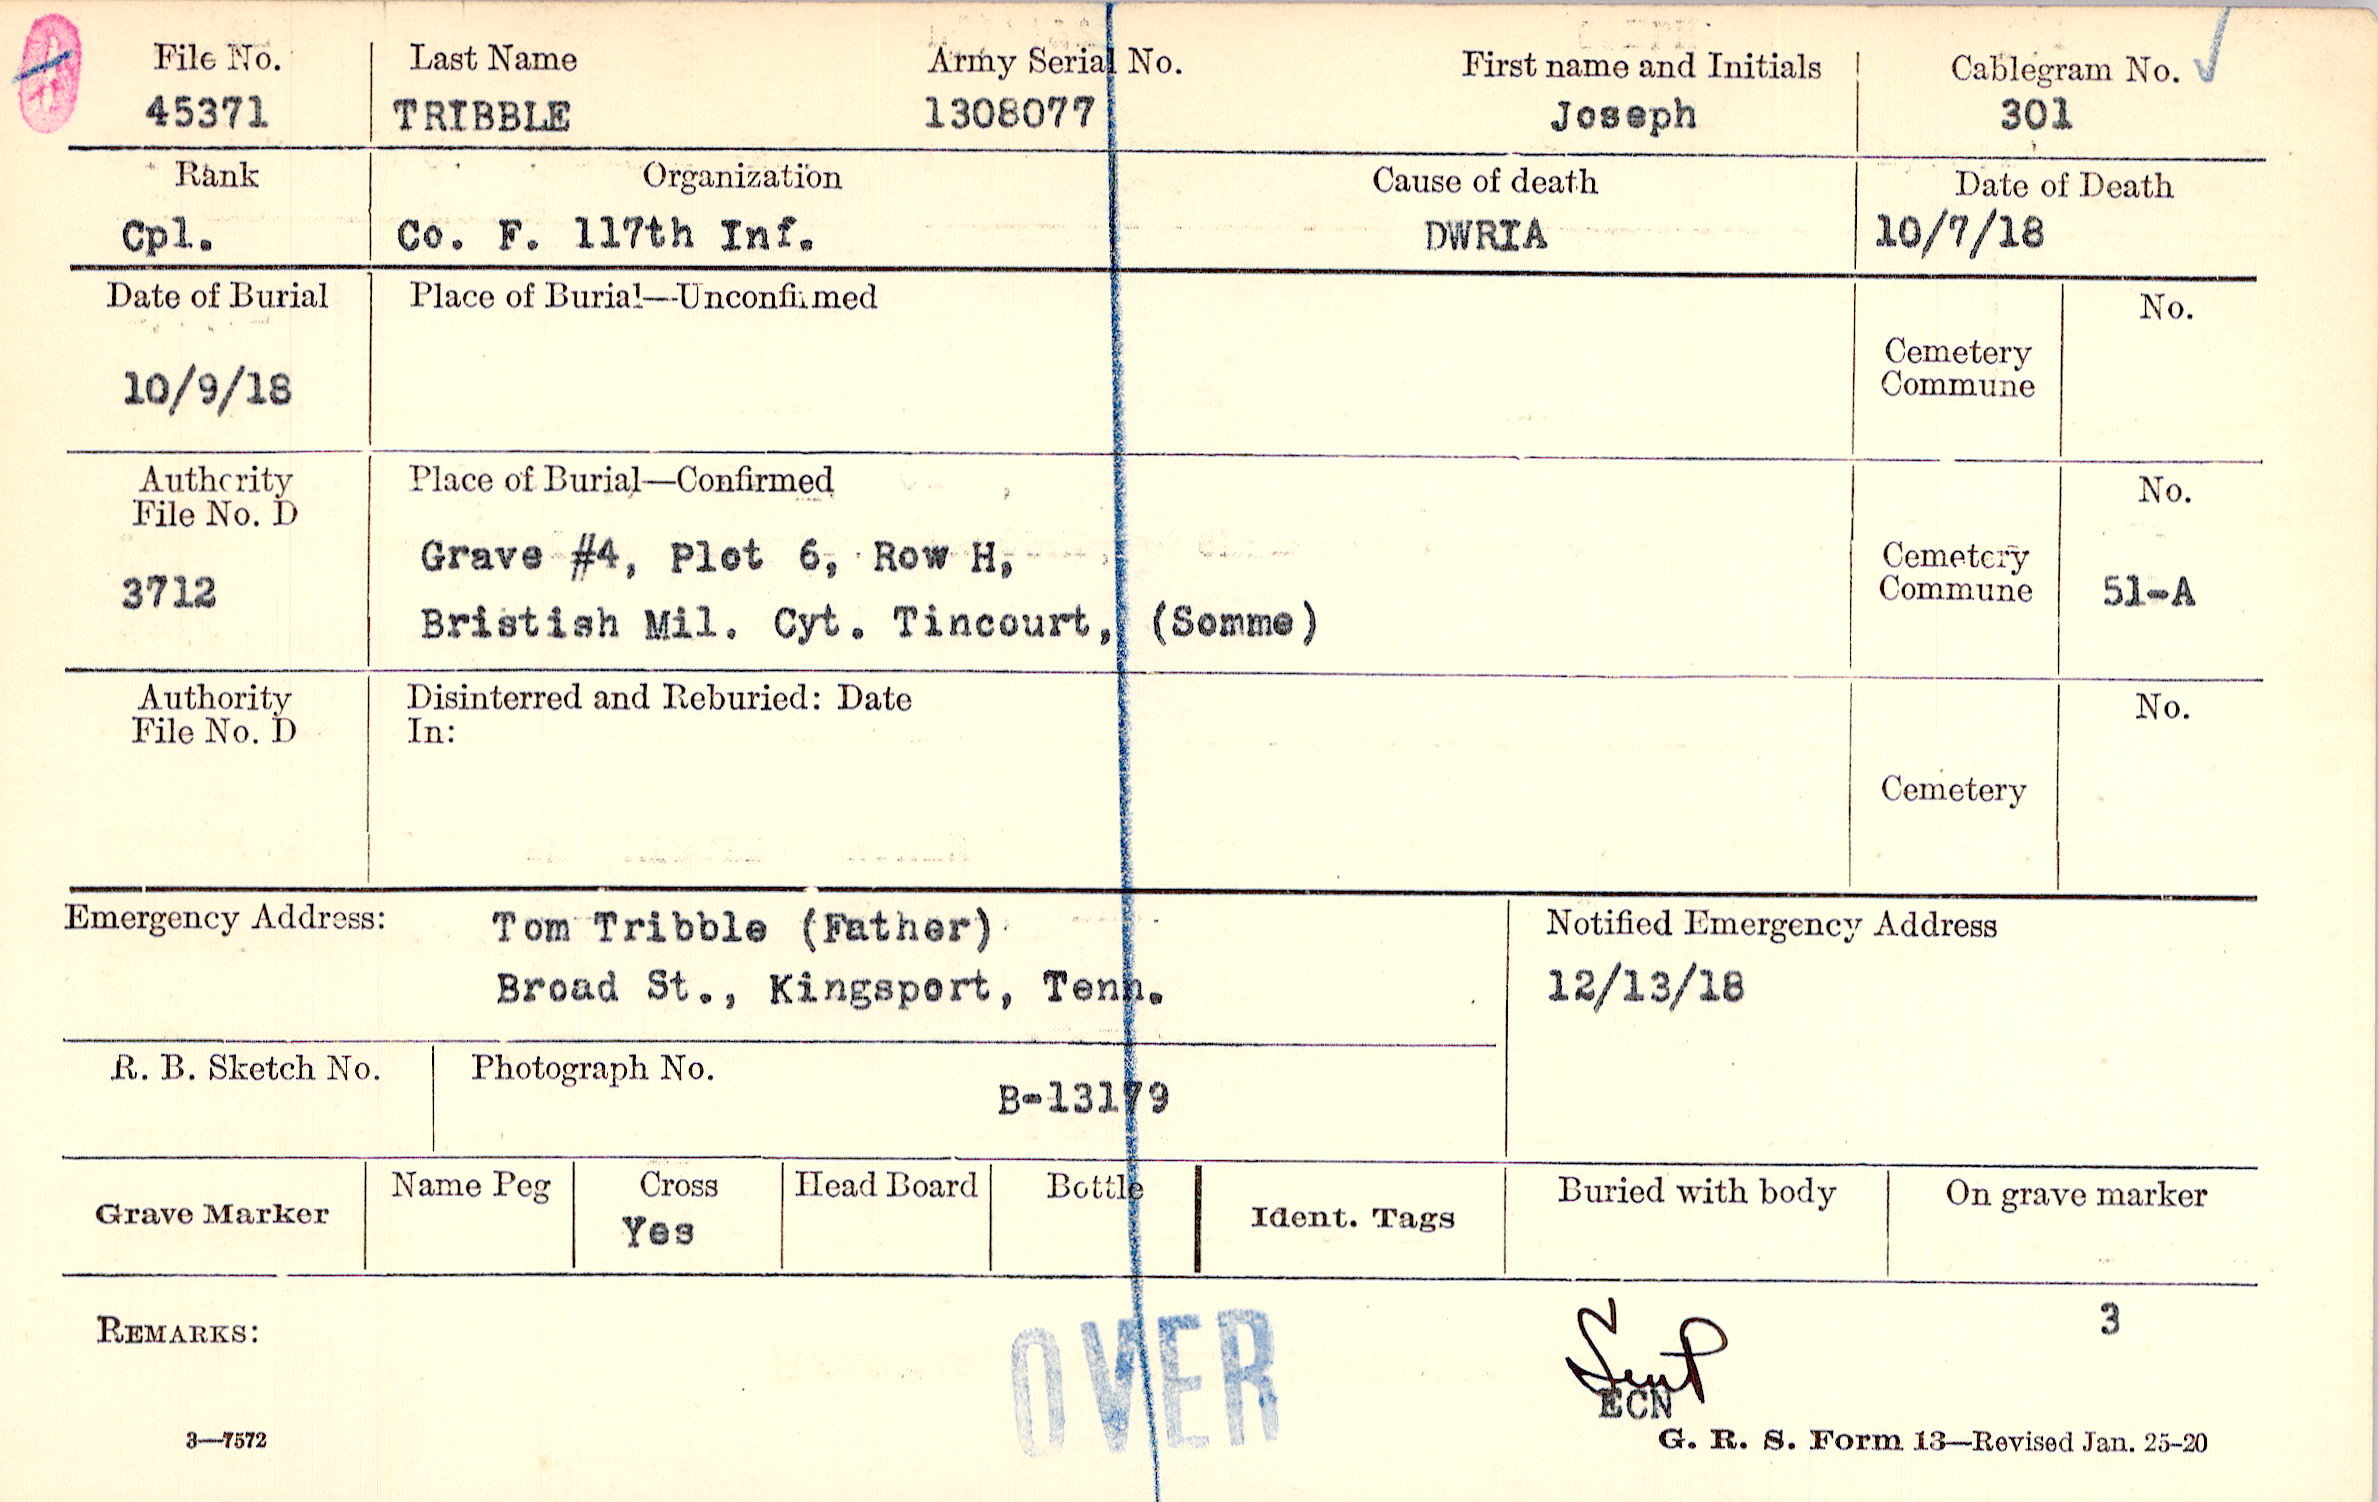 File No. Last Name Army Serial No. First name and Initials Cablegram No.
45371 TRIBBLE 1308077 Joseph 301
Rank Organization Cause of death Date of Death
Cpl. Co. F. 117th Inf. DWRIA 10/7/18
Date of Burial Place of Burial—Unconfirmed No.
Cemetery
Commune
10/9/18
Authority Place of Burial—Confirmed No.
File No. D
Grave #4, Plot 6, Row H, Cemetery
3712 Commune 51-A
Bristish Mil. Cyt. Tincourt, (Somme)
Authority Disinterred and Reburied: Date No.
File No. D In:
Cemetery
Emergency Address: Tom Tribble (Father) Notified Emergency Address
Broad St., Kingsport, Tenn. 12/13/18
R. B. Sketch No. Photograph No.
B-13179
Name Peg Cross Head Board Bottle Buried with body On grave marker
Grave Marker Yes Ident. Tags
REMARKS: 3
OVER
ECN
3—7572 G. R. S. Form 13—Revised Jan. 25-20